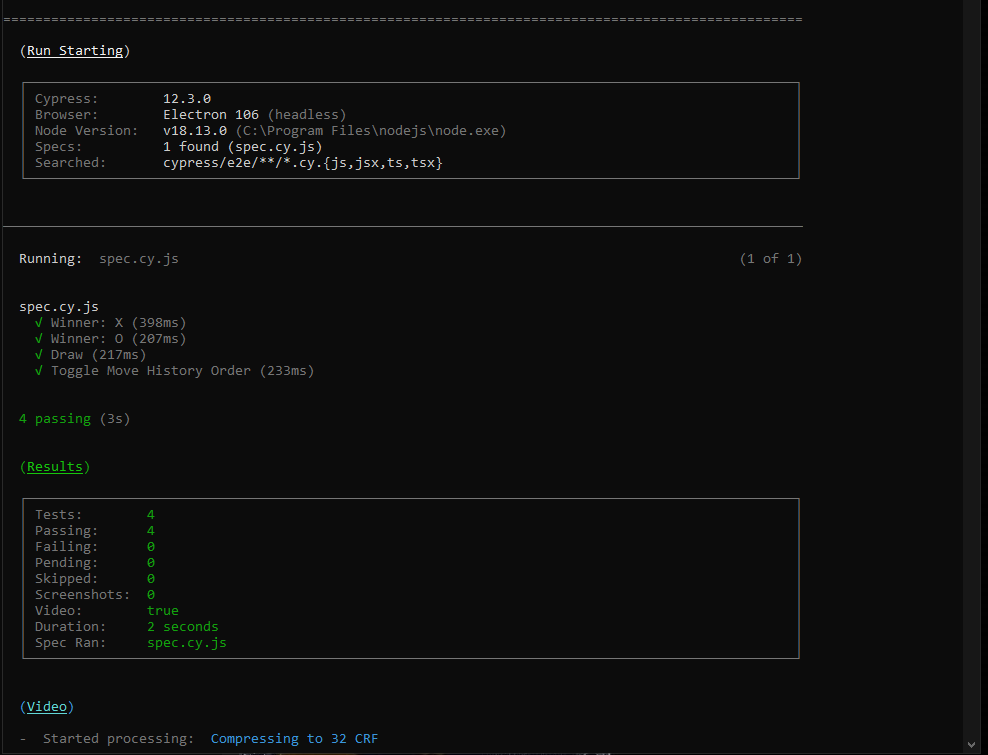 ====================================================================================================
(Run Starting)
Cypress: 12.3.0
Browser: Electron 106 (headless)
Node Version: v18.13.0 (C:\Program Files\nodejs\node.exe)
Specs: 1 found (spec.cy.js)
Searched: cypress/e2e/**/*.cy.{js,jsx,ts,tsx}
Running: spec.cy.js (1 of 1)
spec.cy.js
√ Winner: X (398ms)
√ Winner: O (207ms)
√ Draw (217ms)
√ Toggle Move History Order (233ms)
4 passing (3s)
(Results)
Tests: 4
Passing: 4
Failing: 0
Pending: 0
Skipped: 0
Screenshots: 0
Video: true
Duration: 2 seconds
Spec Ran: spec.cy.js
(Video)
- Started processing: Compressing to 32 CRF